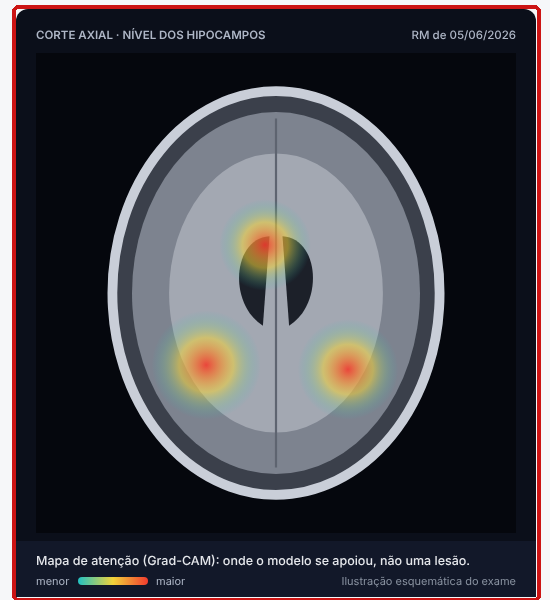 CORTE AXIAL · NÍVEL DOS HIPOCAMPOS
RM de 05/06/2026
Mapa de atenção (Grad-CAM): onde o modelo se apoiou, não uma lesão.
menor maior
Ilustração esquemática do exame